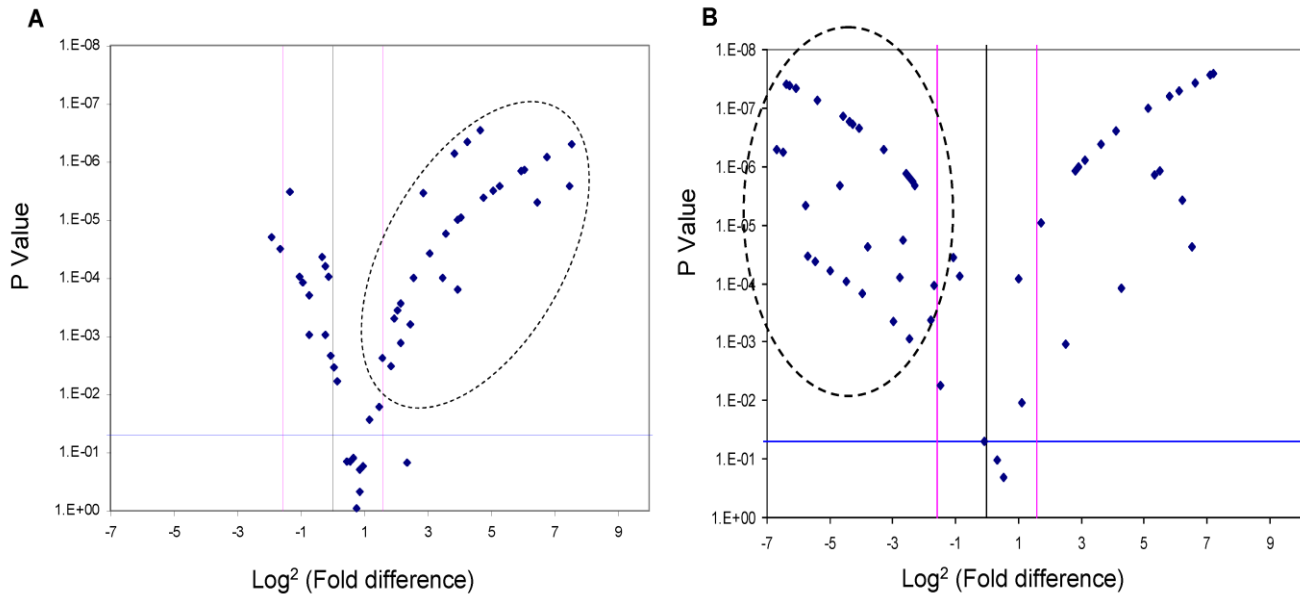 A
1.E-08
1.E-07
1.E-06
1.E-05
1.E-04
1.E-03
1.E-02
1.E-01
1.E+00
P Value
-7 -5 -3 -1 1 3 5 7 9
Log² (Fold difference)
B
1.E-08
1.E-07
1.E-06
1.E-05
1.E-04
1.E-03
1.E-02
1.E-01
1.E+00
P Value
-7 -5 -3 -1 1 3 5 7 9
Log² (Fold difference)